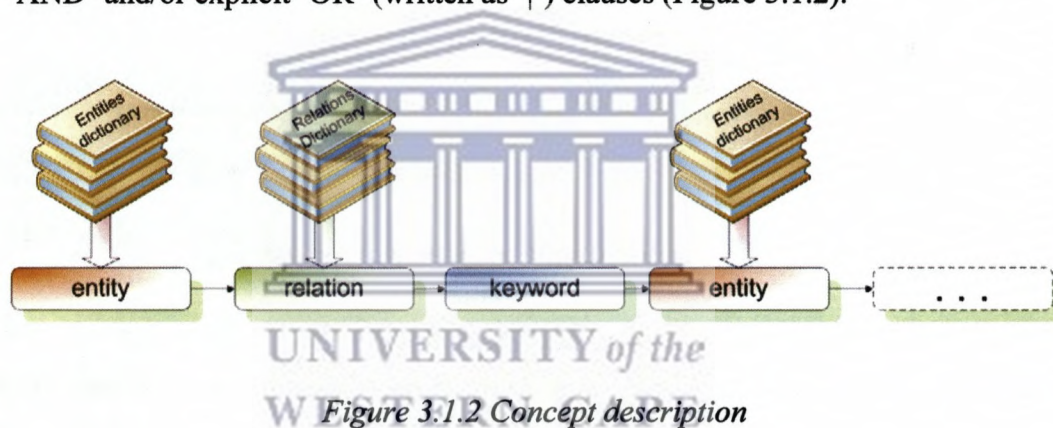 AND" and/or explicit "OR" (written as "|") clauses (Figure 3.1.2).
Entities
dictionary
Relations
Dictionary
Entities
dictionary
entity
relation
keyword
entity
. . .
UNIVERSITY of the
WESTERN CAPE
Figure 3.1.2 Concept description